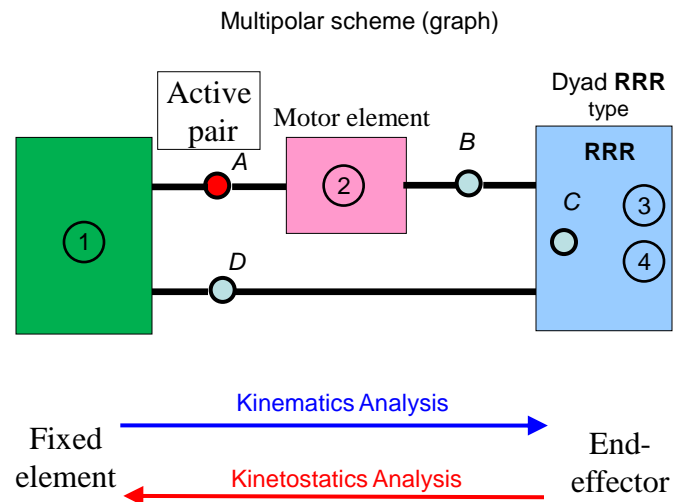 Multipolar scheme (graph)
Dyad RRR
type
Active
pair
Motor element
A
B
RRR
C
1
2
3
4
D
Kinematics Analysis
Fixed
element
End-
effector
Kinetostatics Analysis